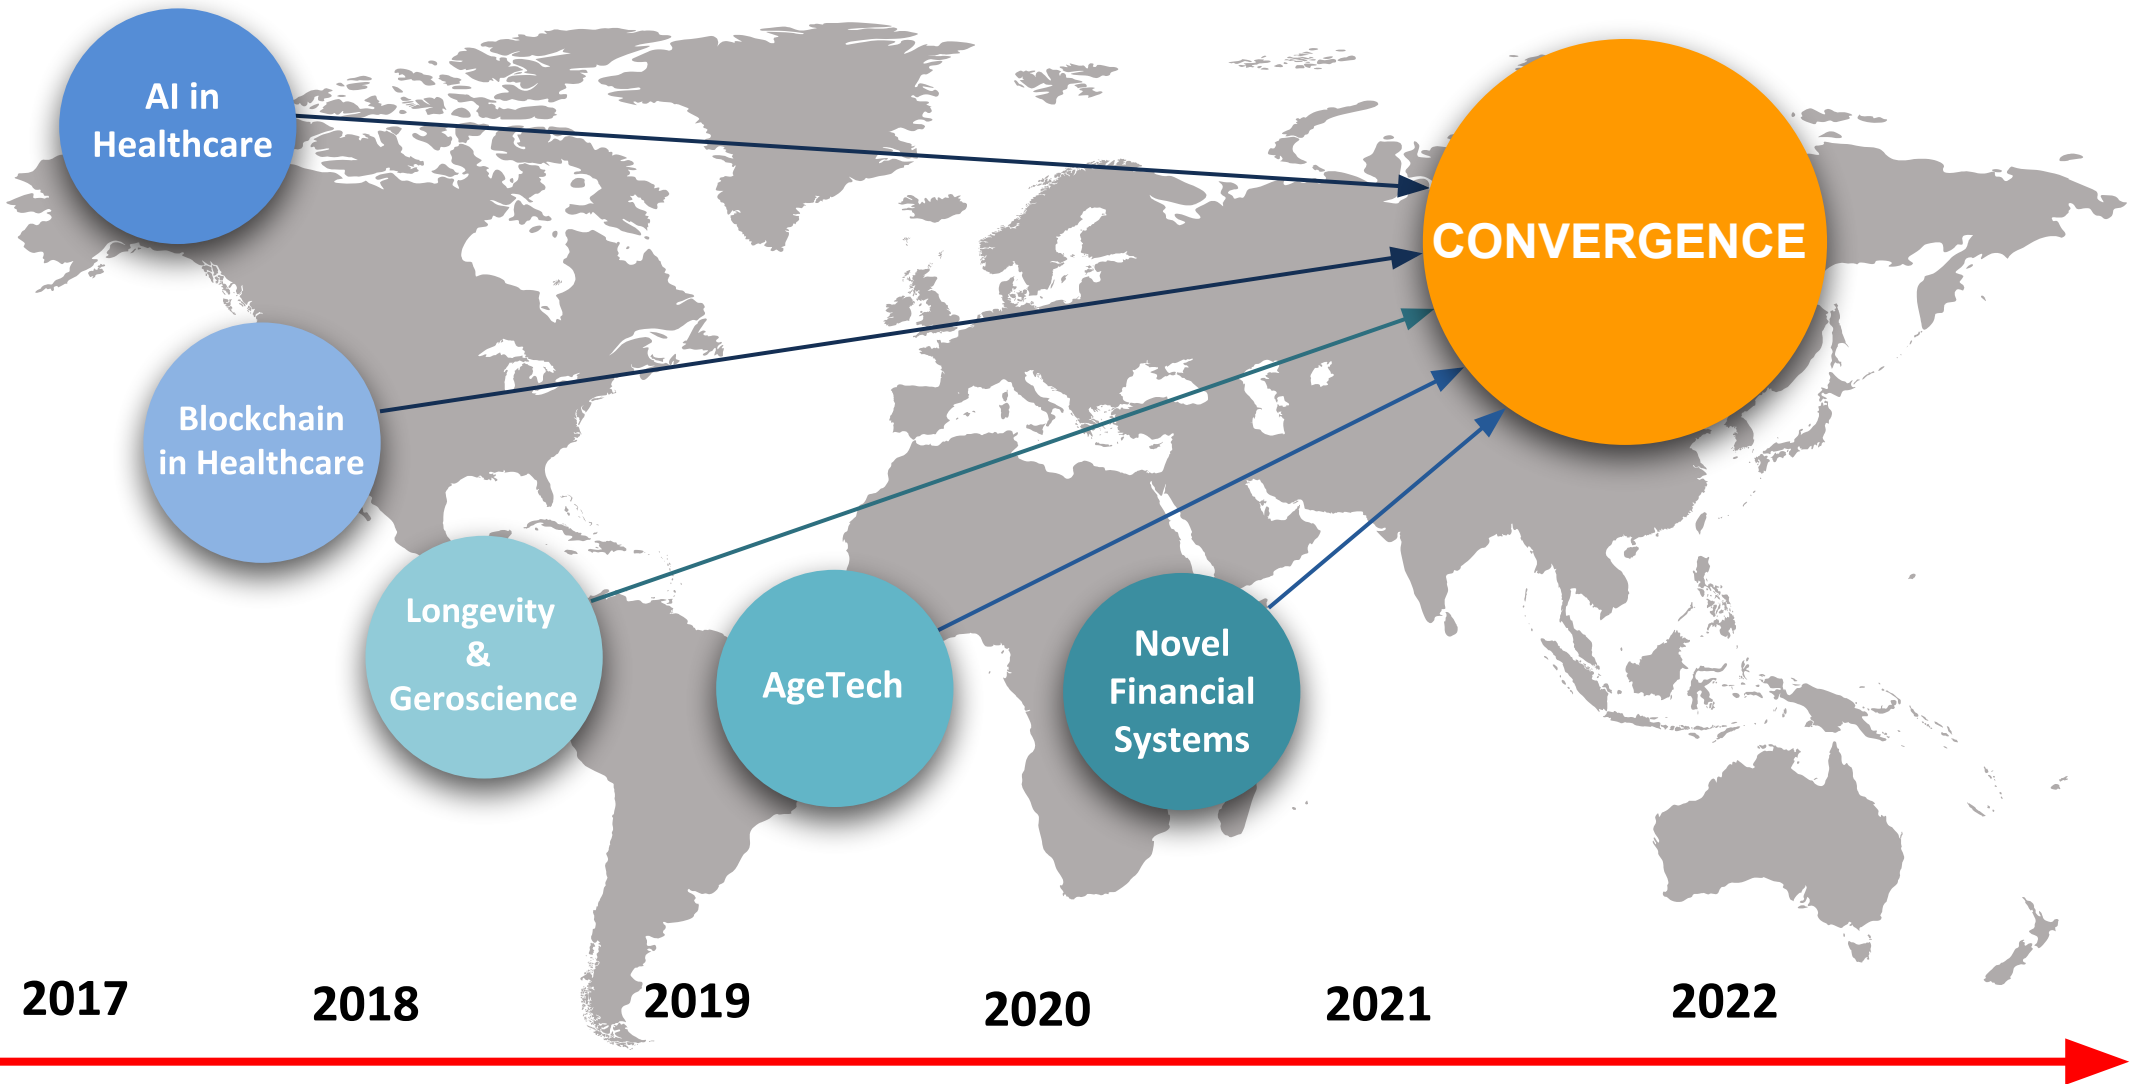 AI in
Healthcare
CONVERGENCE
Blockchain
in Healthcare
Longevity
&
Geroscience
AgeTech
Novel
Financial
Systems
2017
2018
2019
2020
2021
2022